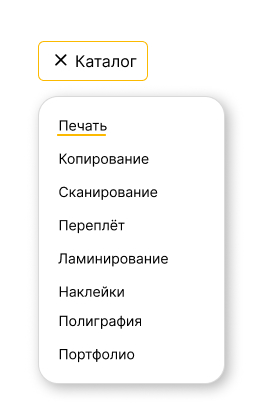 Каталог
Печать
Копирование
Сканирование
Переплёт
Ламинирование
Наклейки
Полиграфия
Портфолио